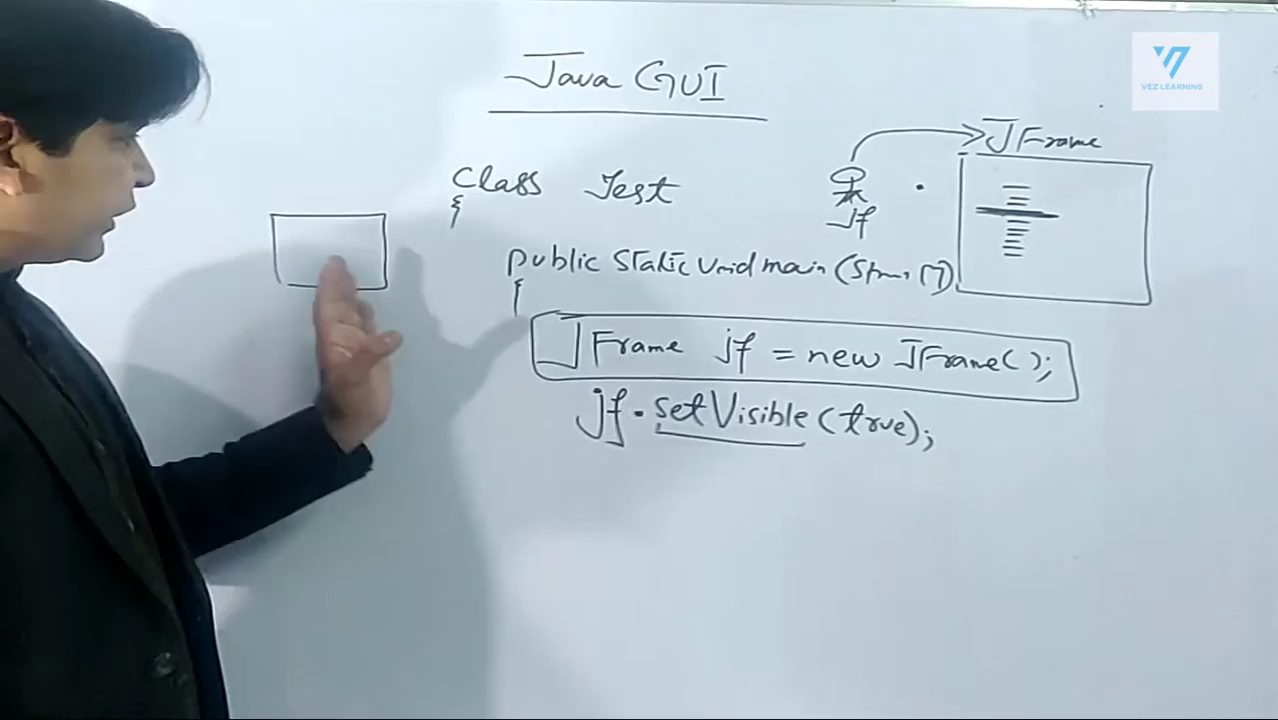 Java GUI
VEZ LEARNING
JFrame
Class Test
jf
{
public static void main (String [])
{
JFrame jf = new JFrame();
jf.setVisible(true);